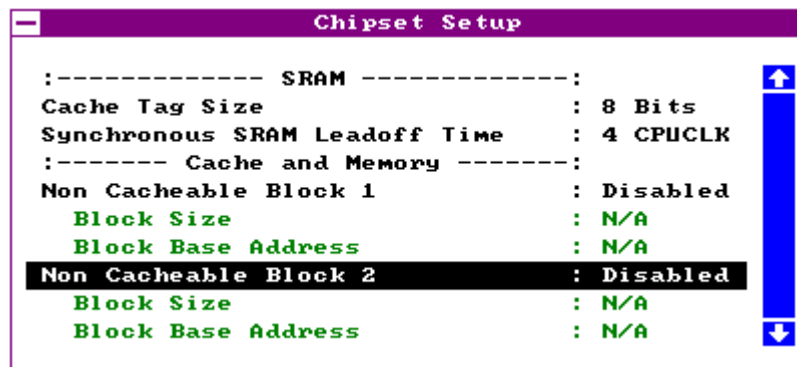 Chipset Setup
:------------- SRAM -------------:
Cache Tag Size : 8 Bits
Synchronous SRAM Leadoff Time : 4 CPUCLK
:------- Cache and Memory -------:
Non Cacheable Block 1 : Disabled
Block Size : N/A
Block Base Address : N/A
Non Cacheable Block 2 : Disabled
Block Size : N/A
Block Base Address : N/A